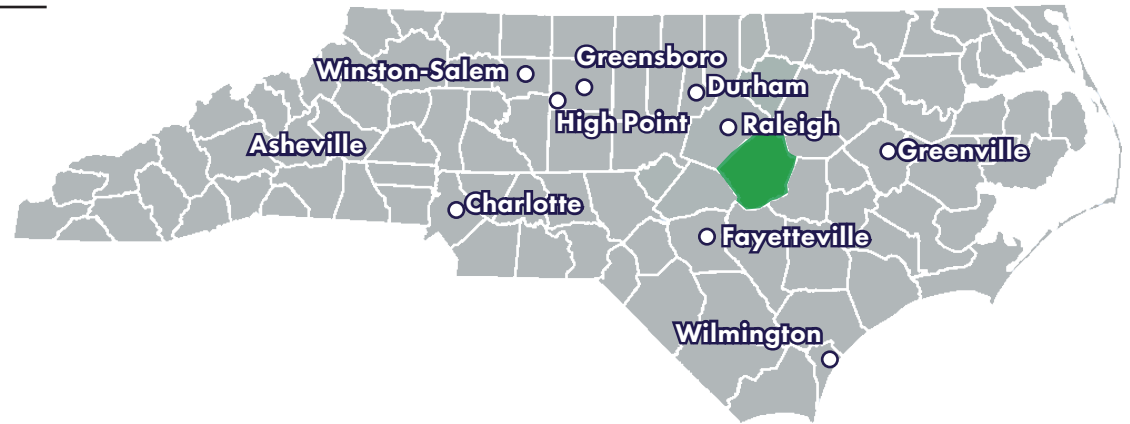 Greensboro
Winston-Salem
Durham
High Point
Raleigh
Asheville
Greenville
Charlotte
Fayetteville
Wilmington